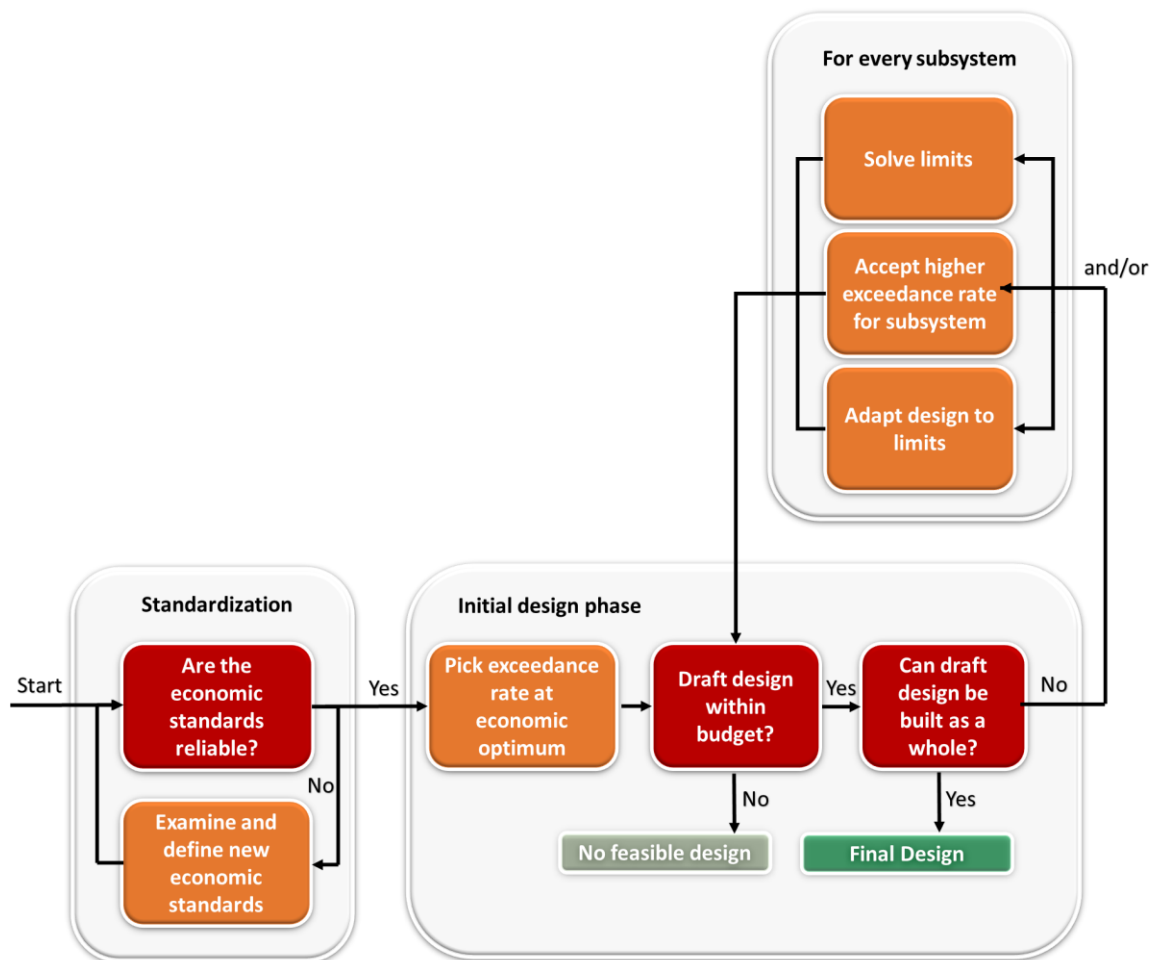 For every subsystem
Solve limits
and/or
Accept higher
exceedance rate
for subsystem
Adapt design to
limits
Standardization
Start
Are the
economic
standards
reliable?
Yes
No
Examine and
define new
economic
standards
Initial design phase
Pick exceedance
rate at
economic
optimum
Draft design
within
budget?
Yes
Can draft
design be
built as a
whole?
No
No
Yes
No feasible design
Final Design